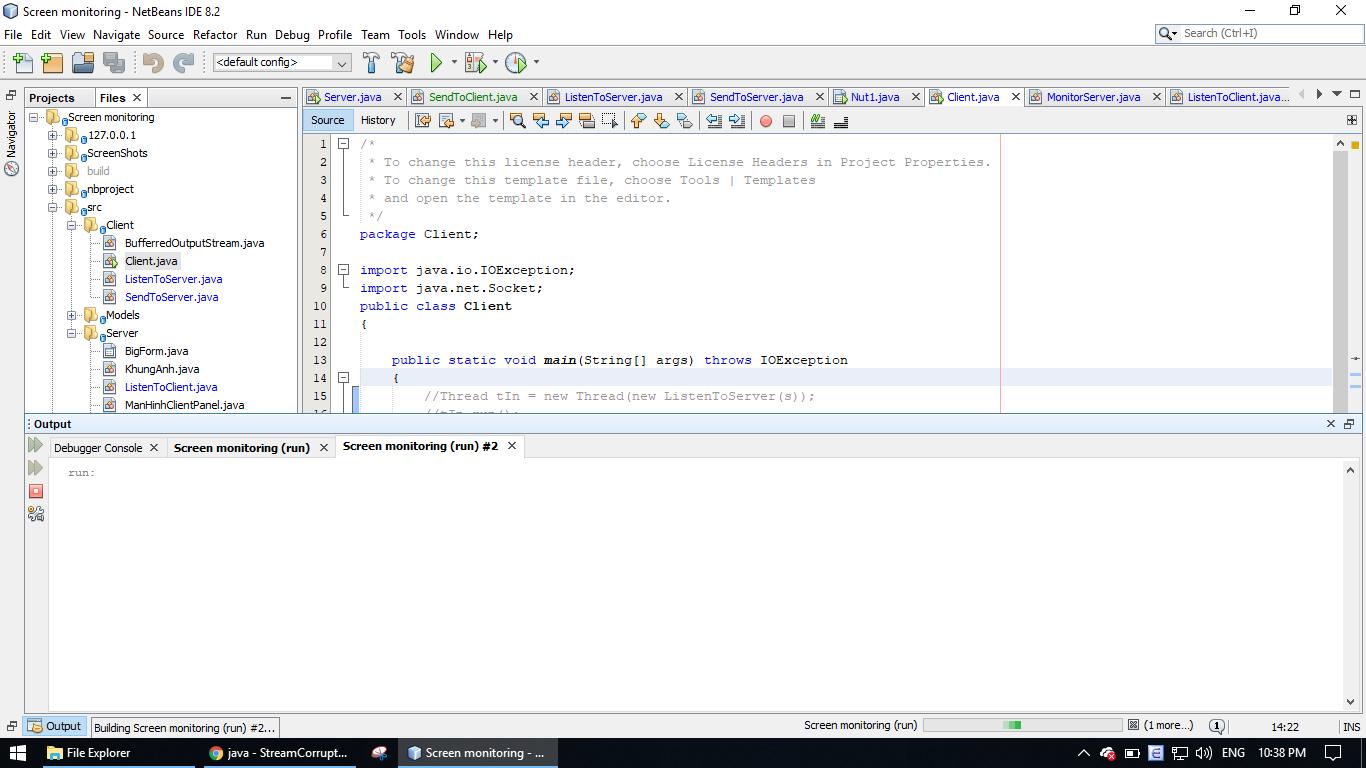 Screen monitoring - NetBeans IDE 8.2
File Edit View Navigate Source Refactor Run Debug Profile Team Tools Window Help
Search (Ctrl+I)
<default config>
Projects
Files
Navigator
Screen monitoring
127.0.0.1
ScreenShots
build
nbproject
src
Client
BufferredOutputStream.java
Client.java
ListenToServer.java
SendToServer.java
Models
Server
BigForm.java
KhungAnh.java
ListenToClient.java
ManHinhClientPanel.java
Server.java SendToClient.java ListenToServer.java SendToServer.java Nut1.java Client.java MonitorServer.java ListenToClient.java...
Source History
1 /*
2 * To change this license header, choose License Headers in Project Properties.
3 * To change this template file, choose Tools | Templates
4 * and open the template in the editor.
5 */
6 package Client;
7
8 import java.io.IOException;
9 import java.net.Socket;
10 public class Client
11 {
12
13 public static void main(String[] args) throws IOException
14 {
15 //Thread tIn = new Thread(new ListenToServer(s));
Output
Debugger Console Screen monitoring (run) Screen monitoring (run) #2
run:
Output Building Screen monitoring (run) #2... Screen monitoring (run) (1 more...) 1 14:22 INS
File Explorer java - StreamCorrupt... Screen monitoring - ... ENG 10:38 PM